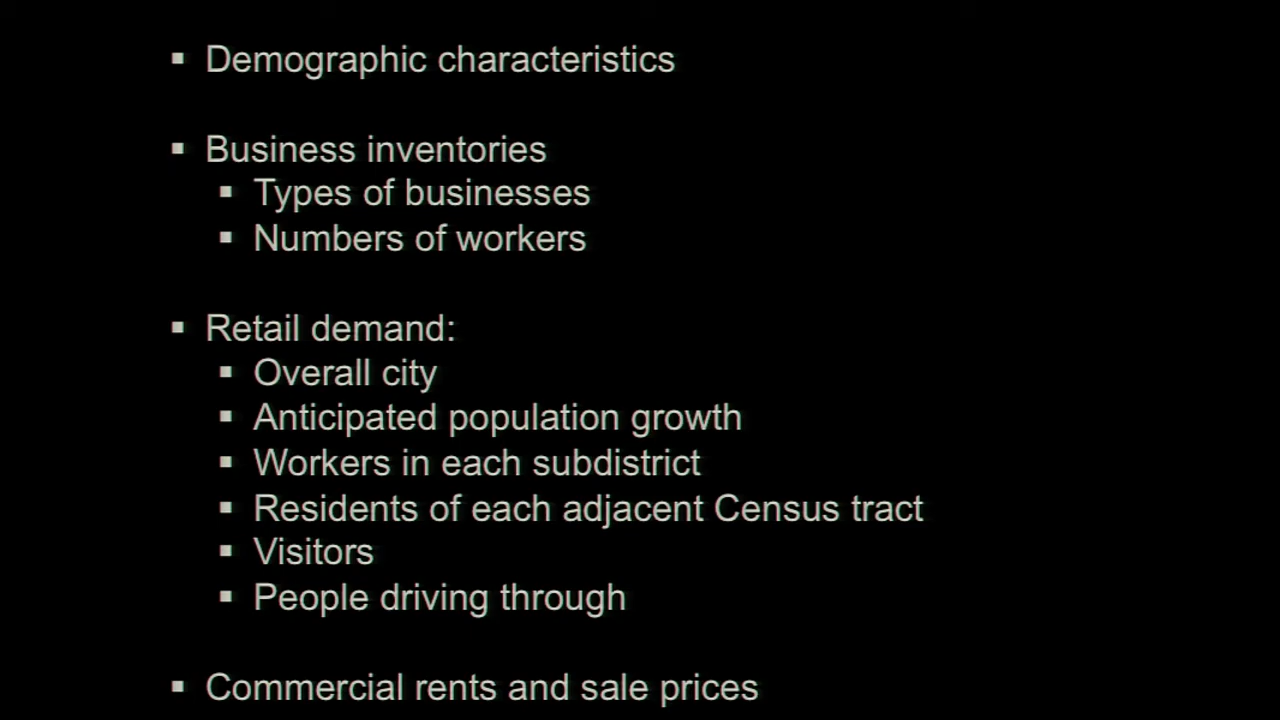 ▪ Demographic characteristics
▪ Business inventories
▪ Types of businesses
▪ Numbers of workers
▪ Retail demand:
▪ Overall city
▪ Anticipated population growth
▪ Workers in each subdistrict
▪ Residents of each adjacent Census tract
▪ Visitors
▪ People driving through
▪ Commercial rents and sale prices